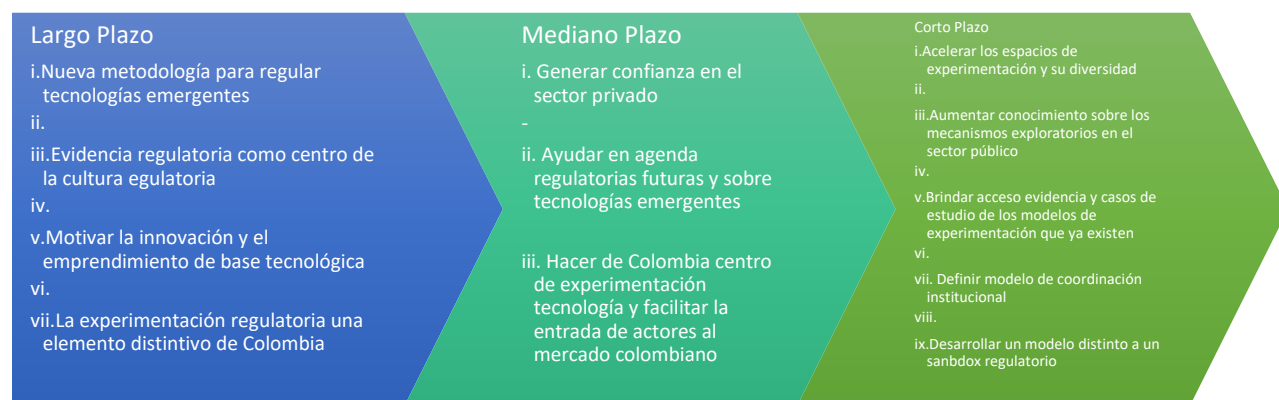 Largo Plazo
i.Nueva metodología para regular
tecnologías emergentes
ii.
iii.Evidencia regulatoria como centro de
la cultura egulatoria
iv.
v.Motivar la innovación y el
emprendimiento de base tecnológica
vi.
vii.La experimentación regulatoria una
elemento distintivo de Colombia
Mediano Plazo
i. Generar confianza en el
sector privado
-
ii. Ayudar en agenda
regulatorias futuras y sobre
tecnologías emergentes
iii. Hacer de Colombia centro
de experimentación
tecnología y facilitar la
entrada de actores al
mercado colombiano
Corto Plazo
i.Acelerar los espacios de
experimentación y su diversidad
ii.
iii.Aumentar conocimiento sobre los
mecanismos exploratorios en el
sector público
iv.
v.Brindar acceso evidencia y casos de
estudio de los modelos de
experimentación que ya existen
vi.
vii. Definir modelo de coordinación
institucional
viii.
ix.Desarrollar un modelo distinto a un
sanbdox regulatorio